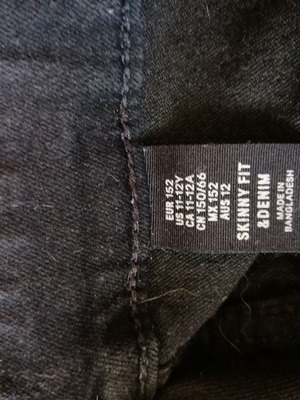 EUR 152
US 11-12Y
CA 11-12A
CN 150/66
MX 152
AUS 12
SKINNY FIT
&DENIM
MADE IN
BANGLADESH